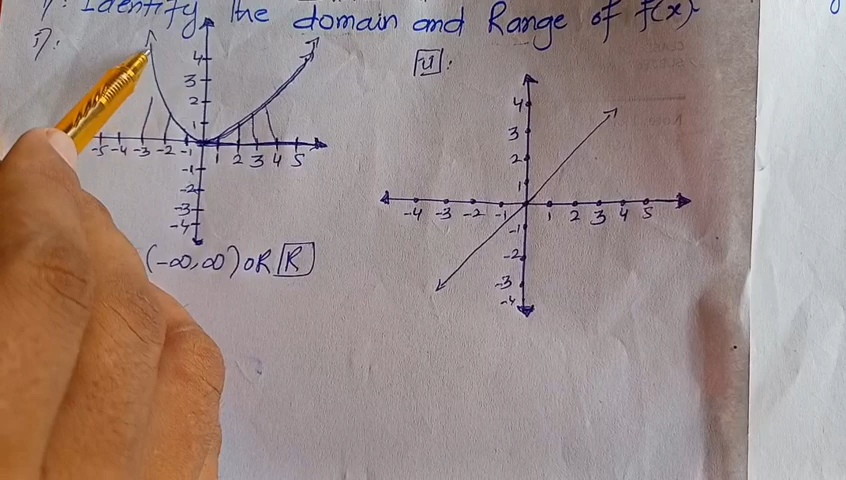 1: Identify the domain and Range of f(x).
i):
4
3
2
1
-5 -4 -3 -2 -1 1 2 3 4 5
-1
-2
-3
-4
(-∞,∞) OR R
ii:
4
3
2
1
-4 -3 -2 -1 1 2 3 4 5
-1
-2
-3
-4